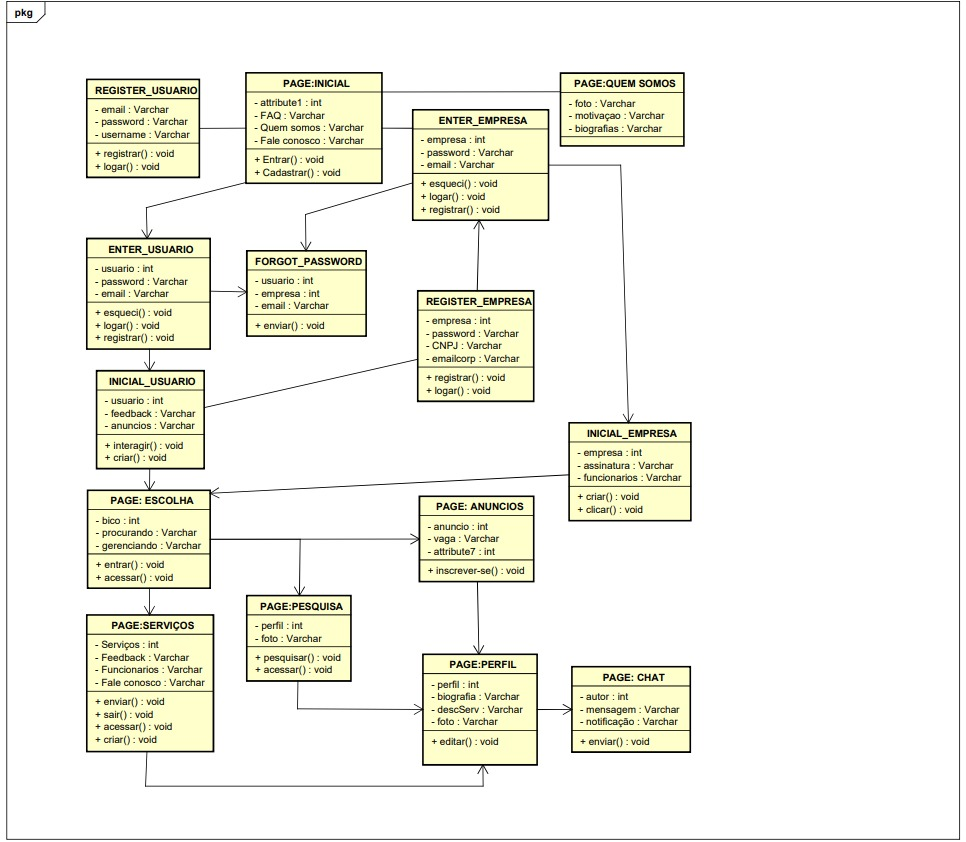 pkg
REGISTER_USUARIO
- email : Varchar
- password : Varchar
- username : Varchar
+ registrar() : void
+ logar() : void
PAGE:INICIAL
- attribute1 : int
- FAQ : Varchar
- Quem somos : Varchar
- Fale conosco : Varchar
+ Entrar() : void
+ Cadastrar() : void
PAGE:QUEM SOMOS
- foto : Varchar
- motivaçao : Varchar
- biografias : Varchar
ENTER_EMPRESA
- empresa : int
- password : Varchar
- email : Varchar
+ esqueci() : void
+ logar() : void
+ registrar() : void
ENTER_USUARIO
- usuario : int
- password : Varchar
- email : Varchar
+ esqueci() : void
+ logar() : void
+ registrar() : void
FORGOT_PASSWORD
- usuario : int
- empresa : int
- email : Varchar
+ enviar() : void
REGISTER_EMPRESA
- empresa : int
- password : Varchar
- CNPJ : Varchar
- emailcorp : Varchar
+ registrar() : void
+ logar() : void
INICIAL_USUARIO
- usuario : int
- feedback : Varchar
- anuncios : Varchar
+ interagir() : void
+ criar() : void
INICIAL_EMPRESA
- empresa : int
- assinatura : Varchar
- funcionarios : Varchar
+ criar() : void
+ clicar() : void
PAGE: ESCOLHA
- bico : int
- procurando : Varchar
- gerenciando : Varchar
+ entrar() : void
+ acessar() : void
PAGE: ANUNCIOS
- anuncio : int
- vaga : Varchar
- attribute7 : int
+ inscrever-se() : void
PAGE:PESQUISA
- perfil : int
- foto : Varchar
+ pesquisar() : void
+ acessar() : void
PAGE:SERVIÇOS
- Serviços : int
- Feedback : Varchar
- Funcionarios : Varchar
- Fale conosco : Varchar
+ enviar() : void
+ sair() : void
+ acessar() : void
+ criar() : void
PAGE:PERFIL
- perfil : int
- biografia : Varchar
- descServ : Varchar
- foto : Varchar
+ editar() : void
PAGE: CHAT
- autor : int
- mensagem : Varchar
- notificação : Varchar
+ enviar() : void